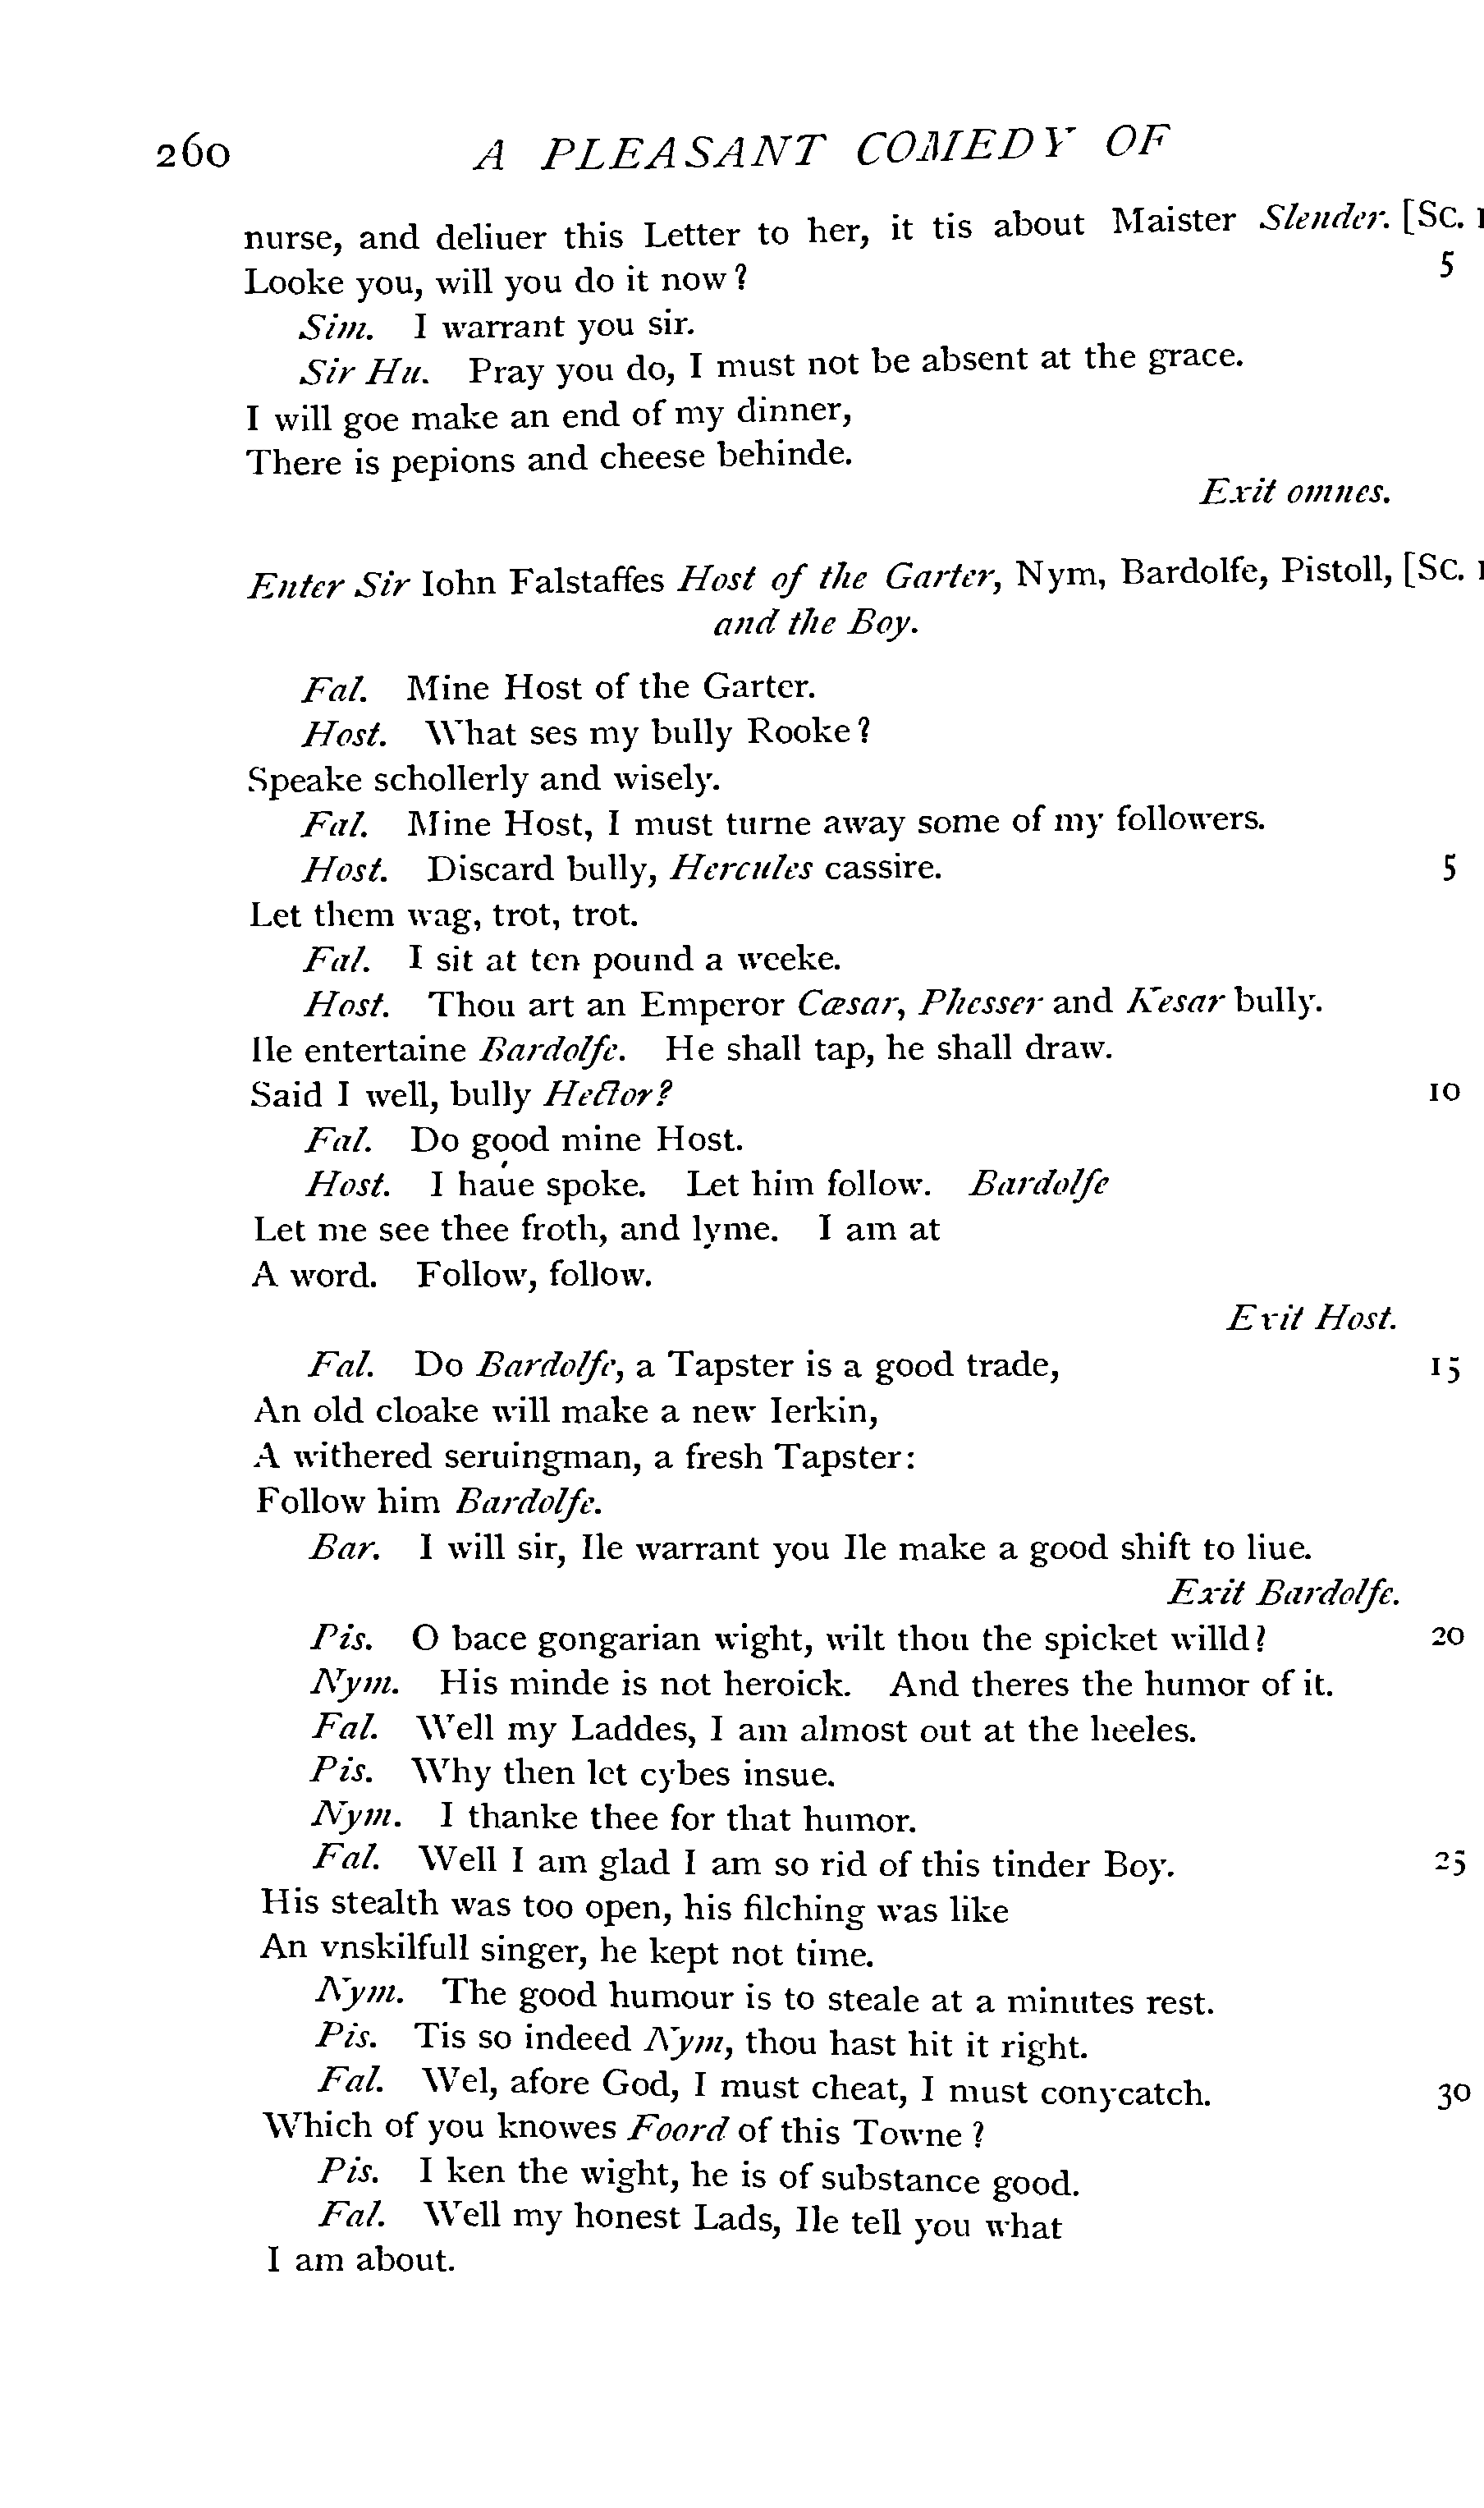 260 A PLEASANT COMEDY OF
nurse, and deliuer this Letter to her, it tis about Maister Slender. [Sc.
Looke you, will you do it now? 5
Sim. I warrant you sir.
Sir Hu. Pray you do, I must not be absent at the grace.
I will goe make an end of my dinner,
There is pepions and cheese behinde.
Exit omnes.
Enter Sir Iohn Falstaffes Host of the Garter, Nym, Bardolfe, Pistoll, [Sc.
and the Boy.
Fal. Mine Host of the Garter.
Host. What ses my bully Rooke?
Speake schollerly and wisely.
Fal. Mine Host, I must turne away some of my followers.
Host. Discard bully, Hercules cassire. 5
Let them wag, trot, trot.
Fal. I sit at ten pound a weeke.
Host. Thou art an Emperor Cæsar, Phesser and Kesar bully.
Ile entertaine Bardolfe. He shall tap, he shall draw.
Said I well, bully Hector? 10
Fal. Do good mine Host.
Host. I haue spoke. Let him follow. Bardolfe
Let me see thee froth, and lyme. I am at
A word. Follow, follow.
Exit Host.
Fal. Do Bardolfe, a Tapster is a good trade, 15
An old cloake will make a new Ierkin,
A withered seruingman, a fresh Tapster:
Follow him Bardolfe.
Bar. I will sir, Ile warrant you Ile make a good shift to liue.
Exit Bardolfe.
Pis. O bace gongarian wight, wilt thou the spicket willd? 20
Nym. His minde is not heroick. And theres the humor of it.
Fal. Well my Laddes, I am almost out at the heeles.
Pis. Why then let cybes insue.
Nym. I thanke thee for that humor.
Fal. Well I am glad I am so rid of this tinder Boy. 25
His stealth was too open, his filching was like
An vnskilfull singer, he kept not time.
Nym. The good humour is to steale at a minutes rest.
Pis. Tis so indeed Nym, thou hast hit it right.
Fal. Wel, afore God, I must cheat, I must conycatch. 30
Which of you knowes Foord of this Towne?
Pis. I ken the wight, he is of substance good.
Fal. Well my honest Lads, Ile tell you what
I am about.